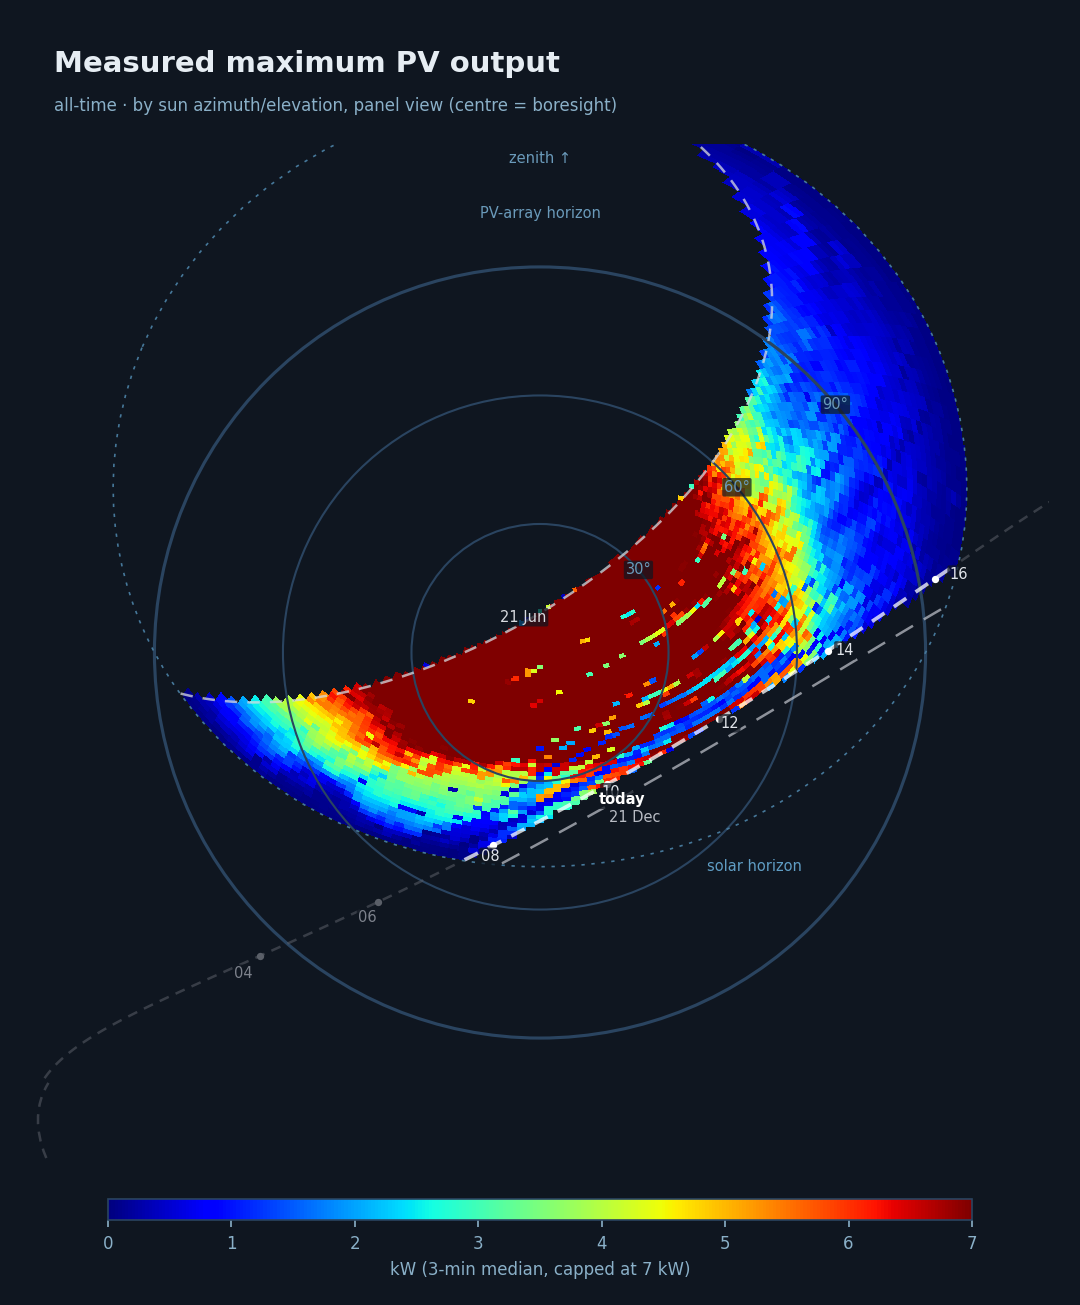 Measured maximum PV output
all-time · by sun azimuth/elevation, panel view (centre = boresight)
zenith ↑
PV-array horizon
90°
60°
30°
16
21 Jun
14
12
10
today
21 Dec
08
solar horizon
06
04
0 1 2 3 4 5 6 7
kW (3-min median, capped at 7 kW)